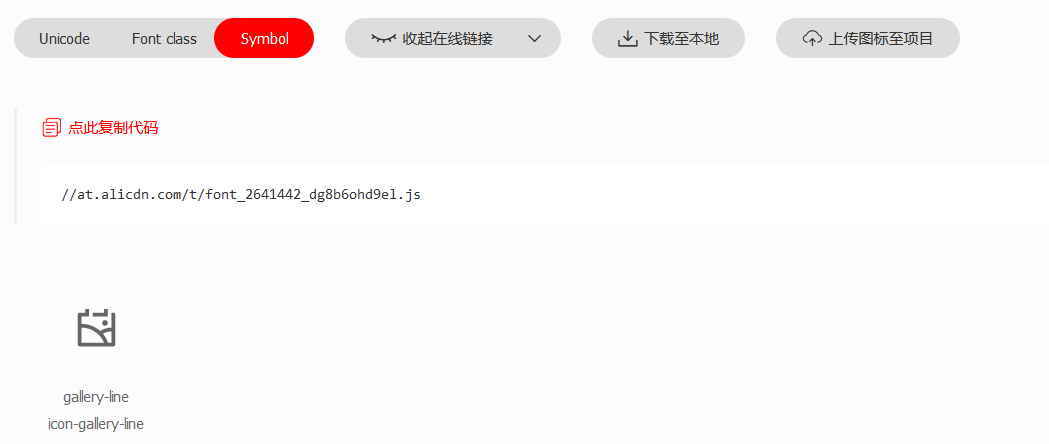 Unicode Font class Symbol 收起在线链接 下载至本地 上传图标至项目
点此复制代码
//at.alicdn.com/t/font_2641442_dg8b6ohd9el.js
gallery-line
icon-gallery-line